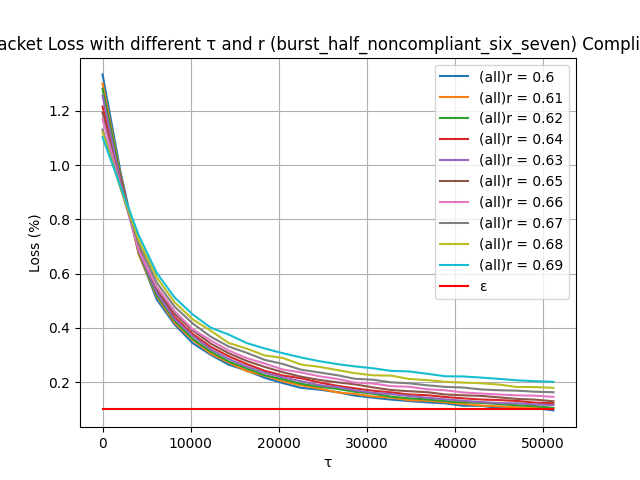 acket Loss with different τ and r (burst_half_noncompliant_six_seven) Compli
Loss (%)
1.2
1.0
0.8
0.6
0.4
0.2
(all)r = 0.6
(all)r = 0.61
(all)r = 0.62
(all)r = 0.64
(all)r = 0.63
(all)r = 0.65
(all)r = 0.66
(all)r = 0.67
(all)r = 0.68
(all)r = 0.69
ε
0 10000 20000 30000 40000 50000
τ